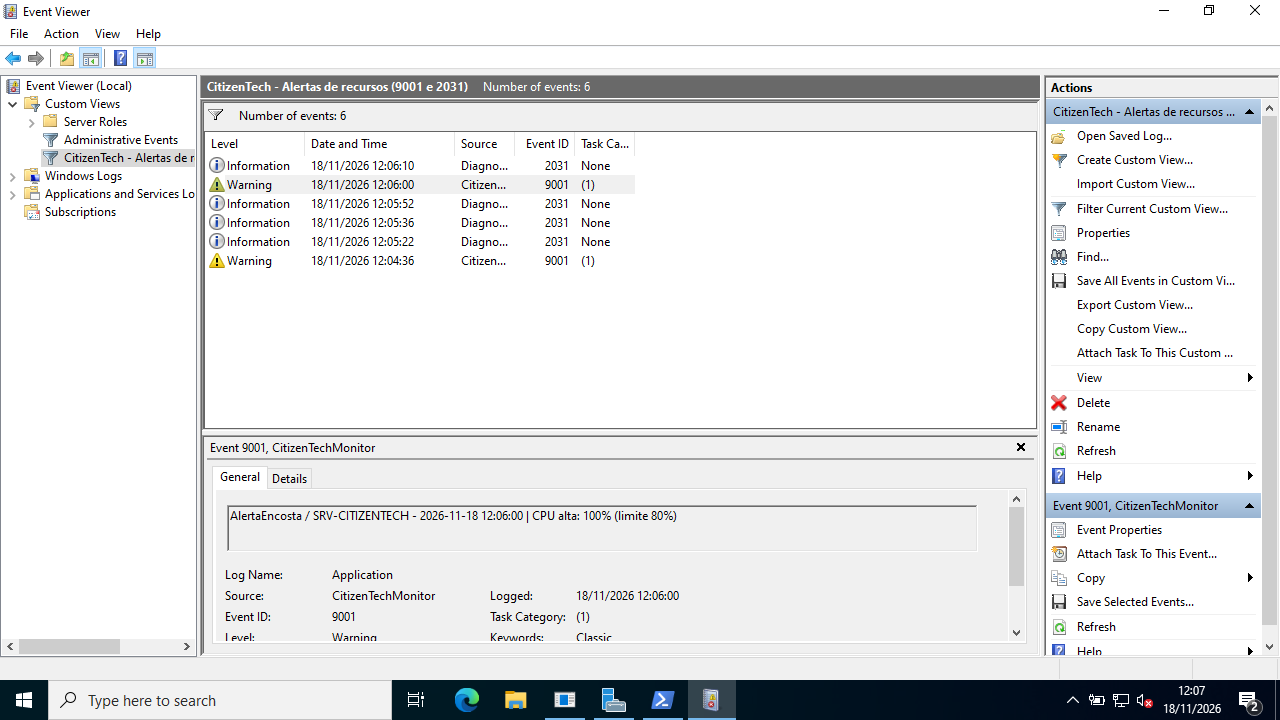 Event Viewer
File Action View Help
Event Viewer (Local)
Custom Views
Server Roles
Administrative Events
CitizenTech - Alertas de r
Windows Logs
Applications and Services Lo
Subscriptions
CitizenTech - Alertas de recursos (9001 e 2031) Number of events: 6
Number of events: 6
Level Date and Time Source Event ID Task Ca...
Information 18/11/2026 12:06:10 Diagno... 2031 None
Warning 18/11/2026 12:06:00 Citizen... 9001 (1)
Information 18/11/2026 12:05:52 Diagno... 2031 None
Information 18/11/2026 12:05:36 Diagno... 2031 None
Information 18/11/2026 12:05:22 Diagno... 2031 None
Warning 18/11/2026 12:04:36 Citizen... 9001 (1)
Event 9001, CitizenTechMonitor
General Details
AlertaEncosta / SRV-CITIZENTECH - 2026-11-18 12:06:00 | CPU alta: 100% (limite 80%)
Log Name: Application
Source: CitizenTechMonitor Logged: 18/11/2026 12:06:00
Event ID: 9001 Task Category: (1)
Level: Warning Keywords: Classic
Actions
CitizenTech - Alertas de recursos ...
Open Saved Log...
Create Custom View...
Import Custom View...
Filter Current Custom View...
Properties
Find...
Save All Events in Custom Vi...
Export Custom View...
Copy Custom View...
Attach Task To This Custom ...
View
Delete
Rename
Refresh
Help
Event 9001, CitizenTechMonitor
Event Properties
Attach Task To This Event...
Copy
Save Selected Events...
Refresh
Help
Type here to search
12:07
18/11/2026
2